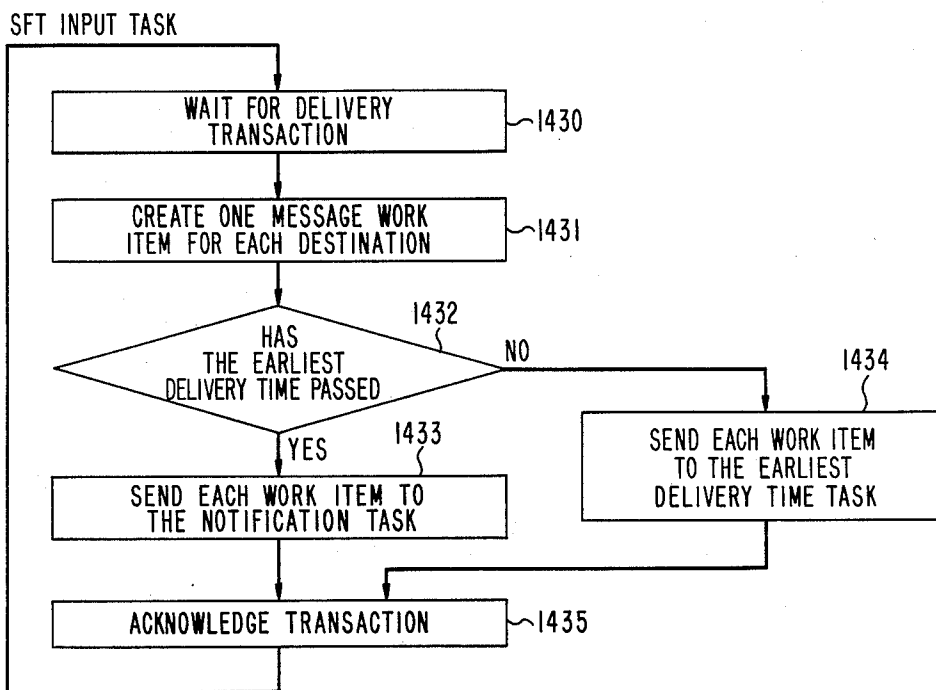 SFT INPUT TASK
WAIT FOR DELIVERY
TRANSACTION
1430
CREATE ONE MESSAGE WORK
ITEM FOR EACH DESTINATION
1431
1432
HAS
THE EARLIEST
DELIVERY TIME PASSED
NO
YES
1433
SEND EACH WORK ITEM TO
THE NOTIFICATION TASK
1434
SEND EACH WORK ITEM
TO THE EARLIEST
DELIVERY TIME TASK
ACKNOWLEDGE TRANSACTION
1435